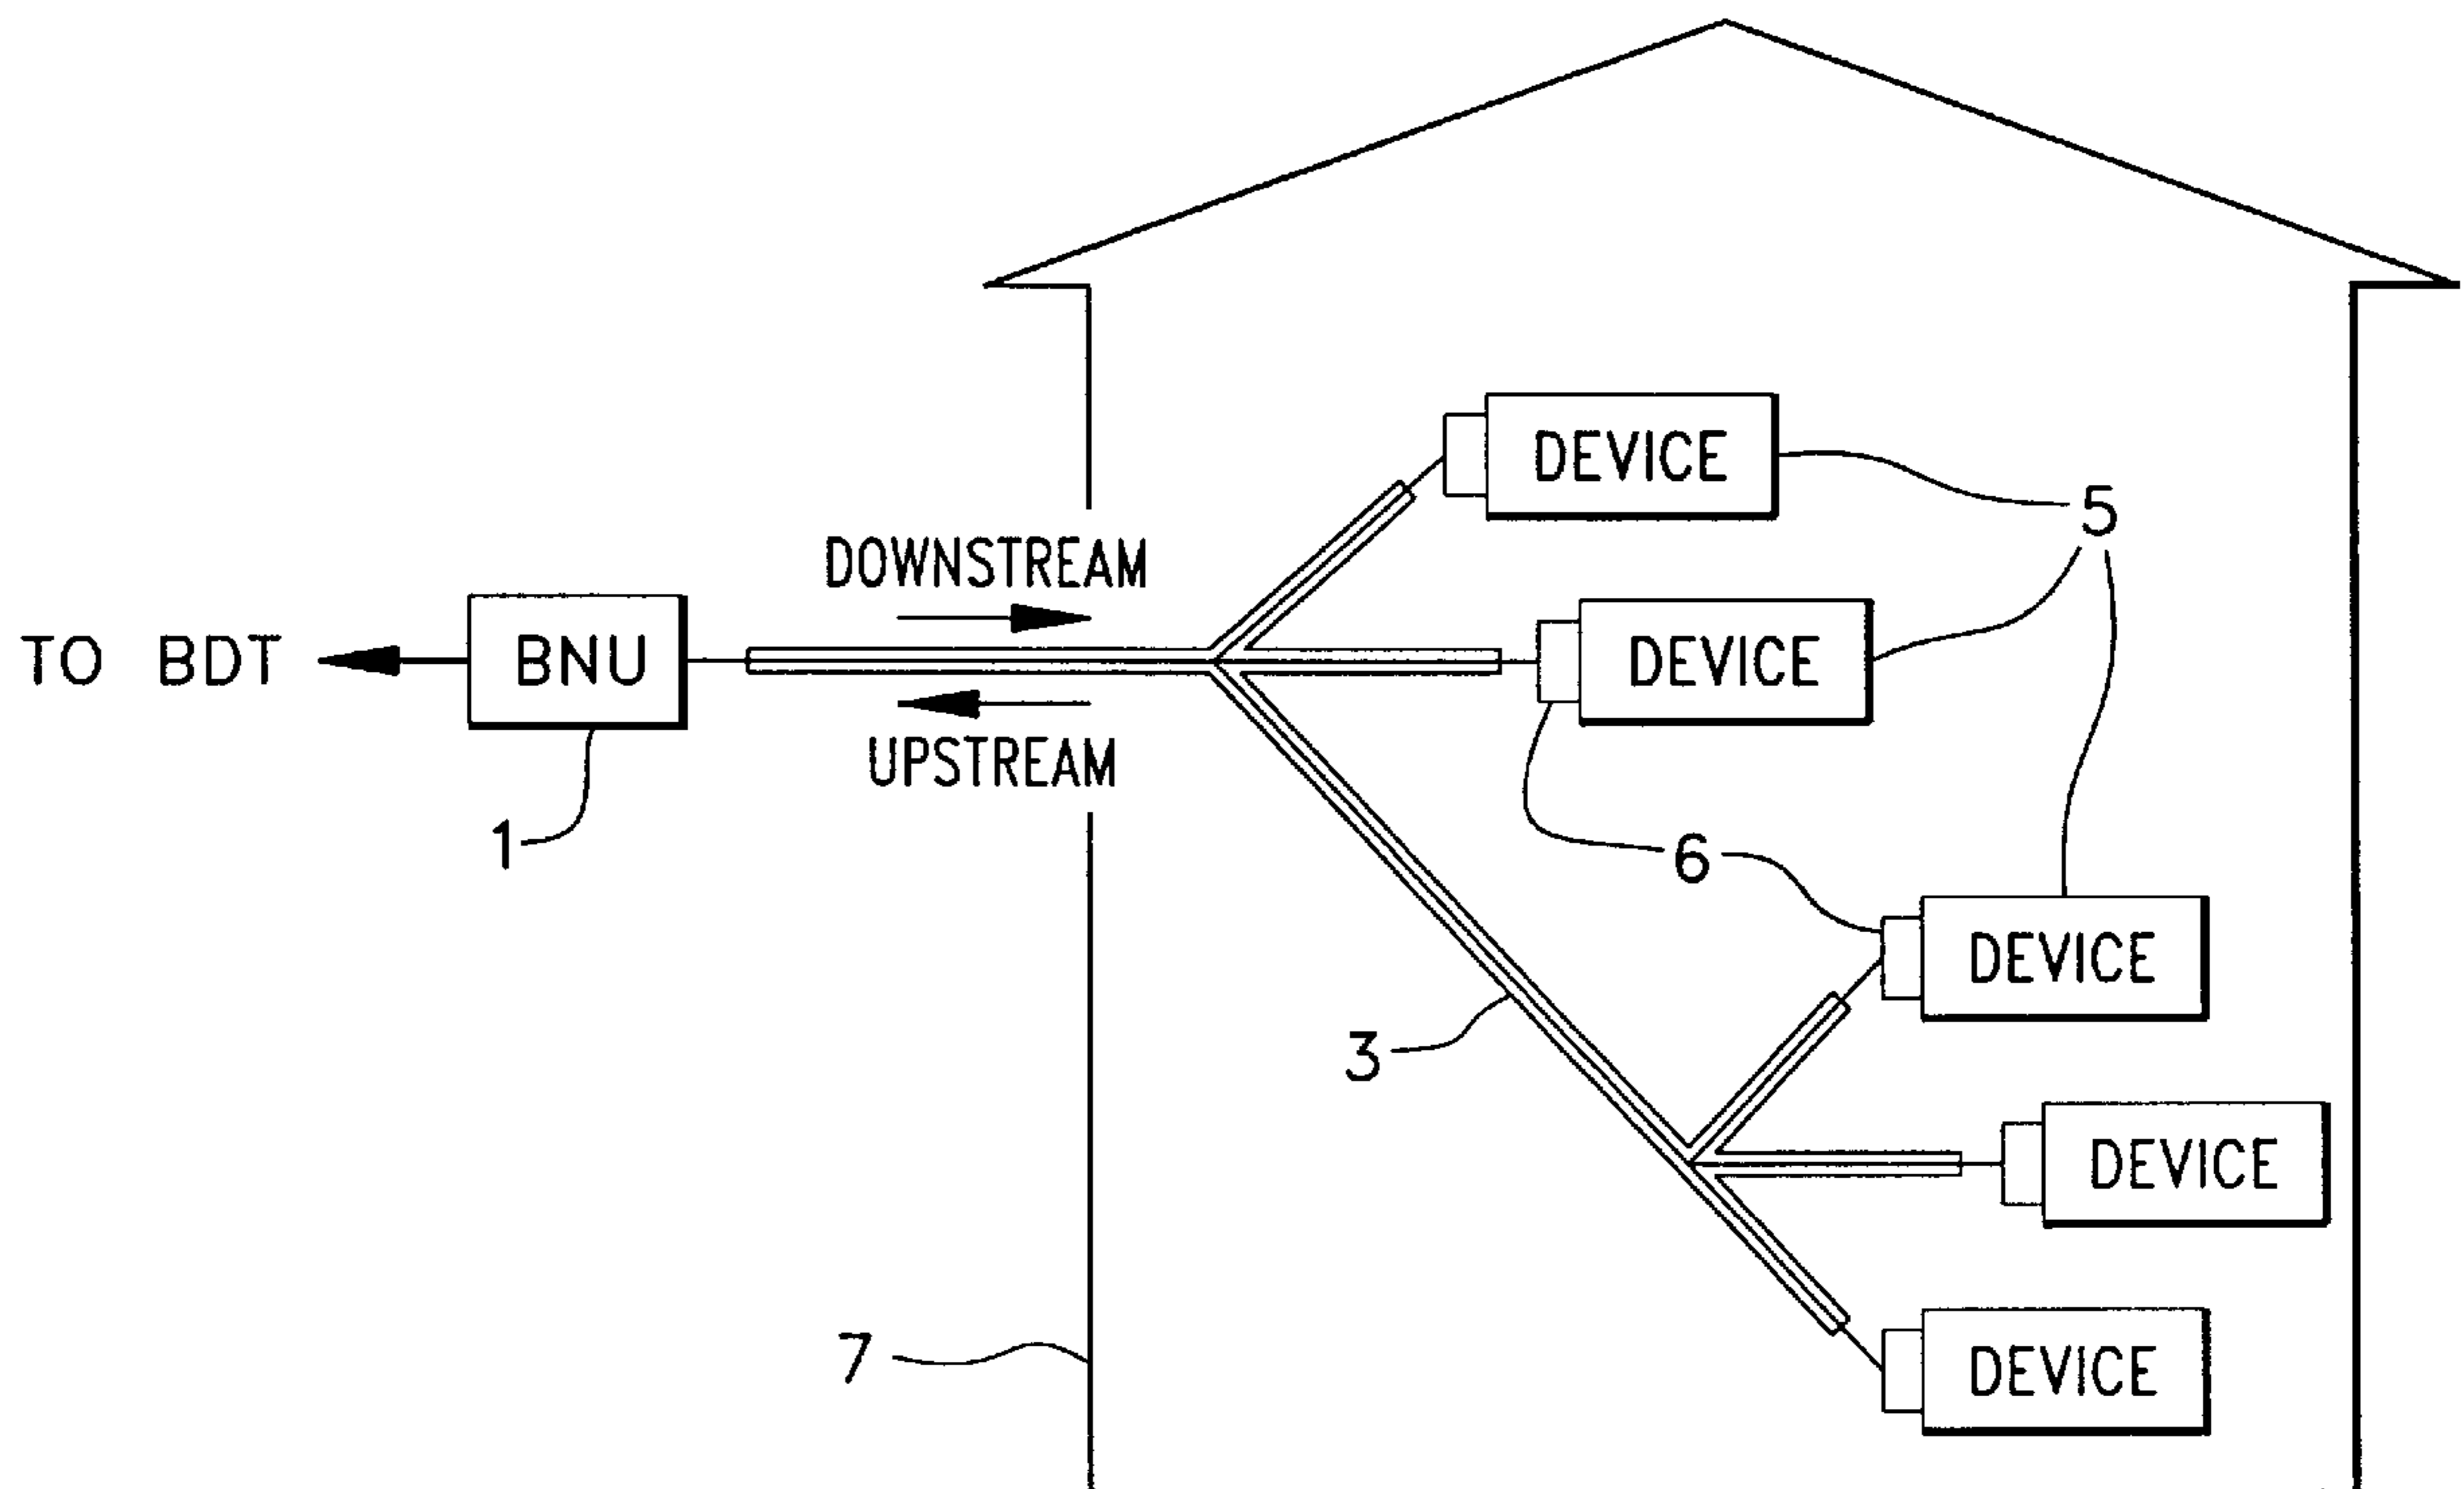 DEVICE
5
DOWNSTREAM
TO BDT
BNU
DEVICE
UPSTREAM
1
6
DEVICE
3
DEVICE
7
DEVICE